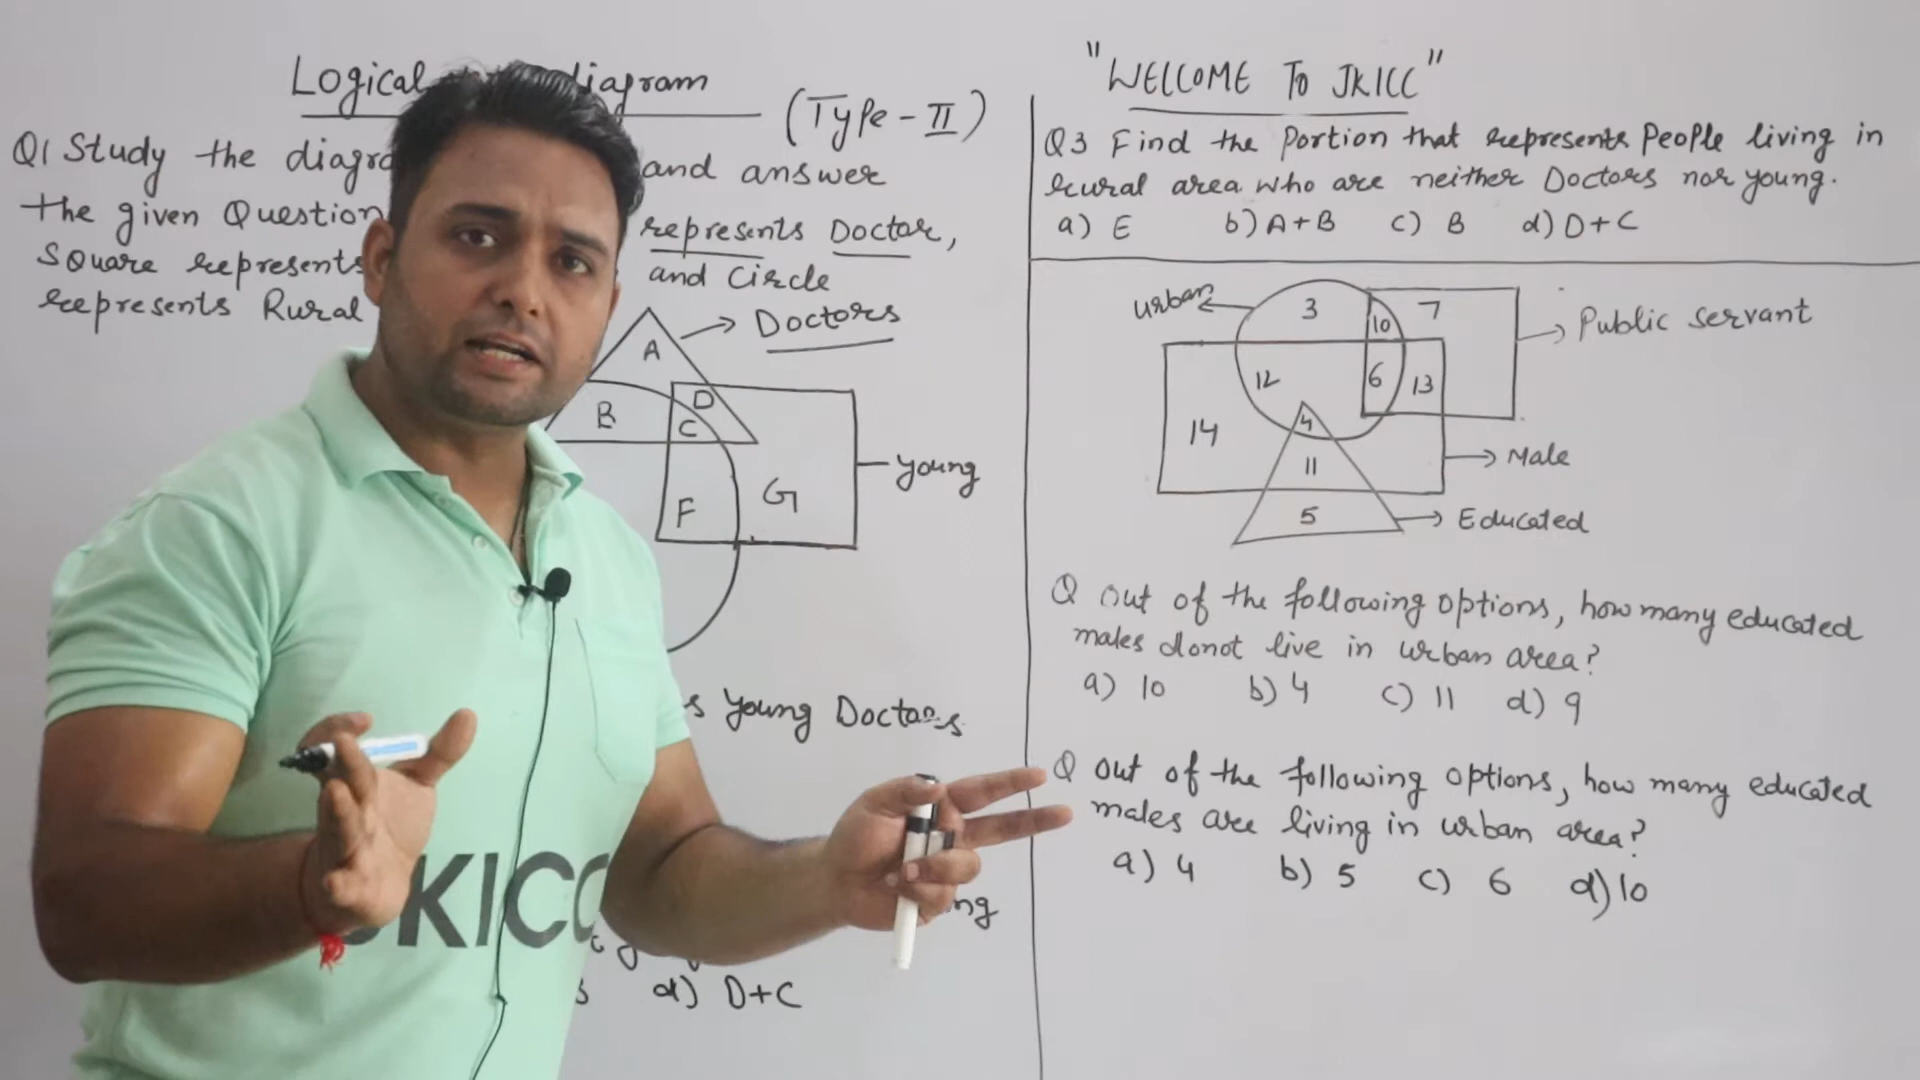 Logical diagram
(Type-II)
Q1 Study the and answer
the given Question
represents Doctor,
Square represents
and Circle
represents Rural
Doctors
A
B
D
C
F
G
Young
s Young Doctors
ng
d) D+C
KICC
"WELLCOME To JKICC"
Q3 Find the Portion that represents People living in
rural area who are neither Doctors nor young.
a) E b) A+B c) B d) D+C
Urban
3
10
7
Public servant
12
6
13
14
4
11
Male
5
Educated
Q out of the following options, how many educated
males donot live in urban area?
a) 10 b) 4 c) 11 d) 9
Q out of the following options, how many educated
males are living in urban area?
a) 4 b) 5 c) 6 d) 10